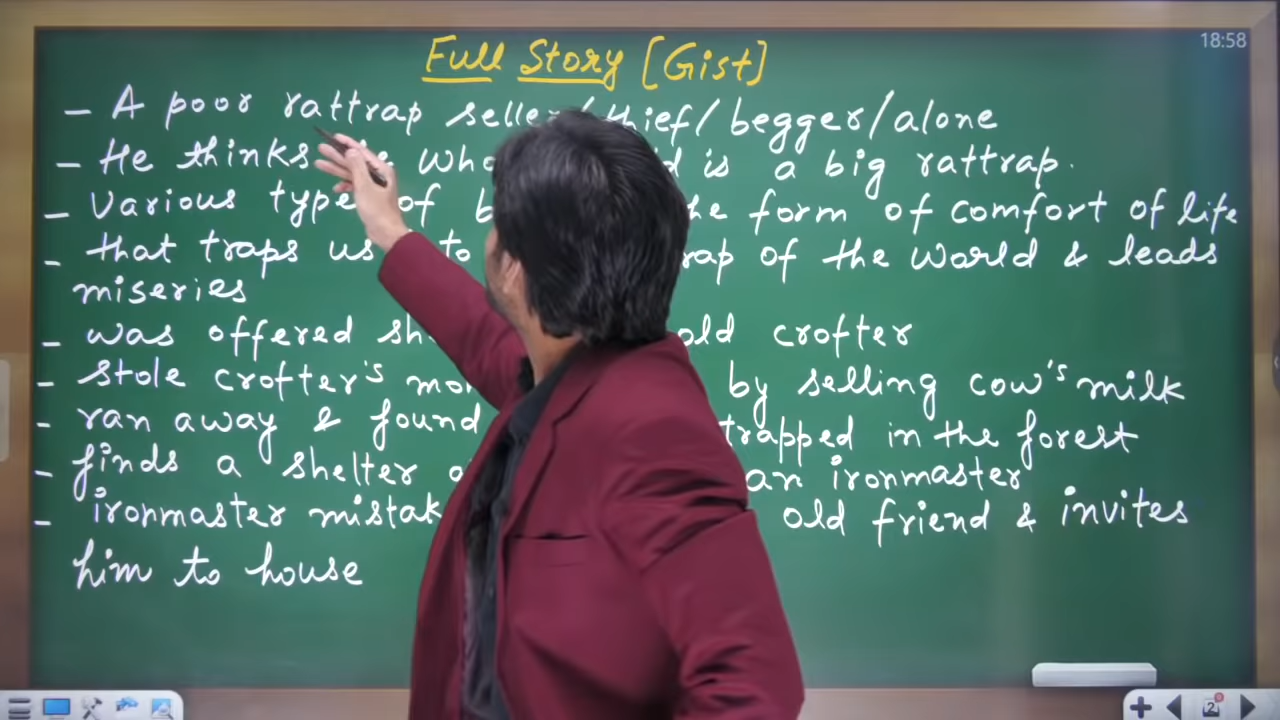 18:58
Full Story [Gist]
- A poor rattrap seller/thief/begger/alone
- He thinks is a big rattrap.
- Various type of the form of comfort of life
- that traps us to of the world & leads
miseries
- was offered old crofter
- stole crofter's by selling cow's milk
- ran away & found trapped in the forest
- finds a shelter an ironmaster
- ironmaster old friend & invites
him to house
2